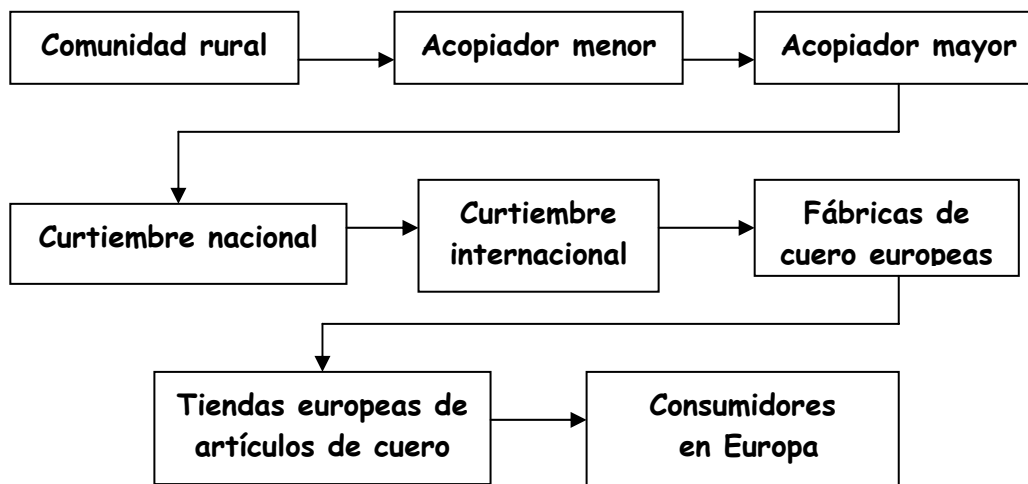 Comunidad rural
Acopiador menor
Acopiador mayor
Curtiembre nacional
Curtiembre
internacional
Fábricas de
cuero europeas
Tiendas europeas de
artículos de cuero
Consumidores
en Europa